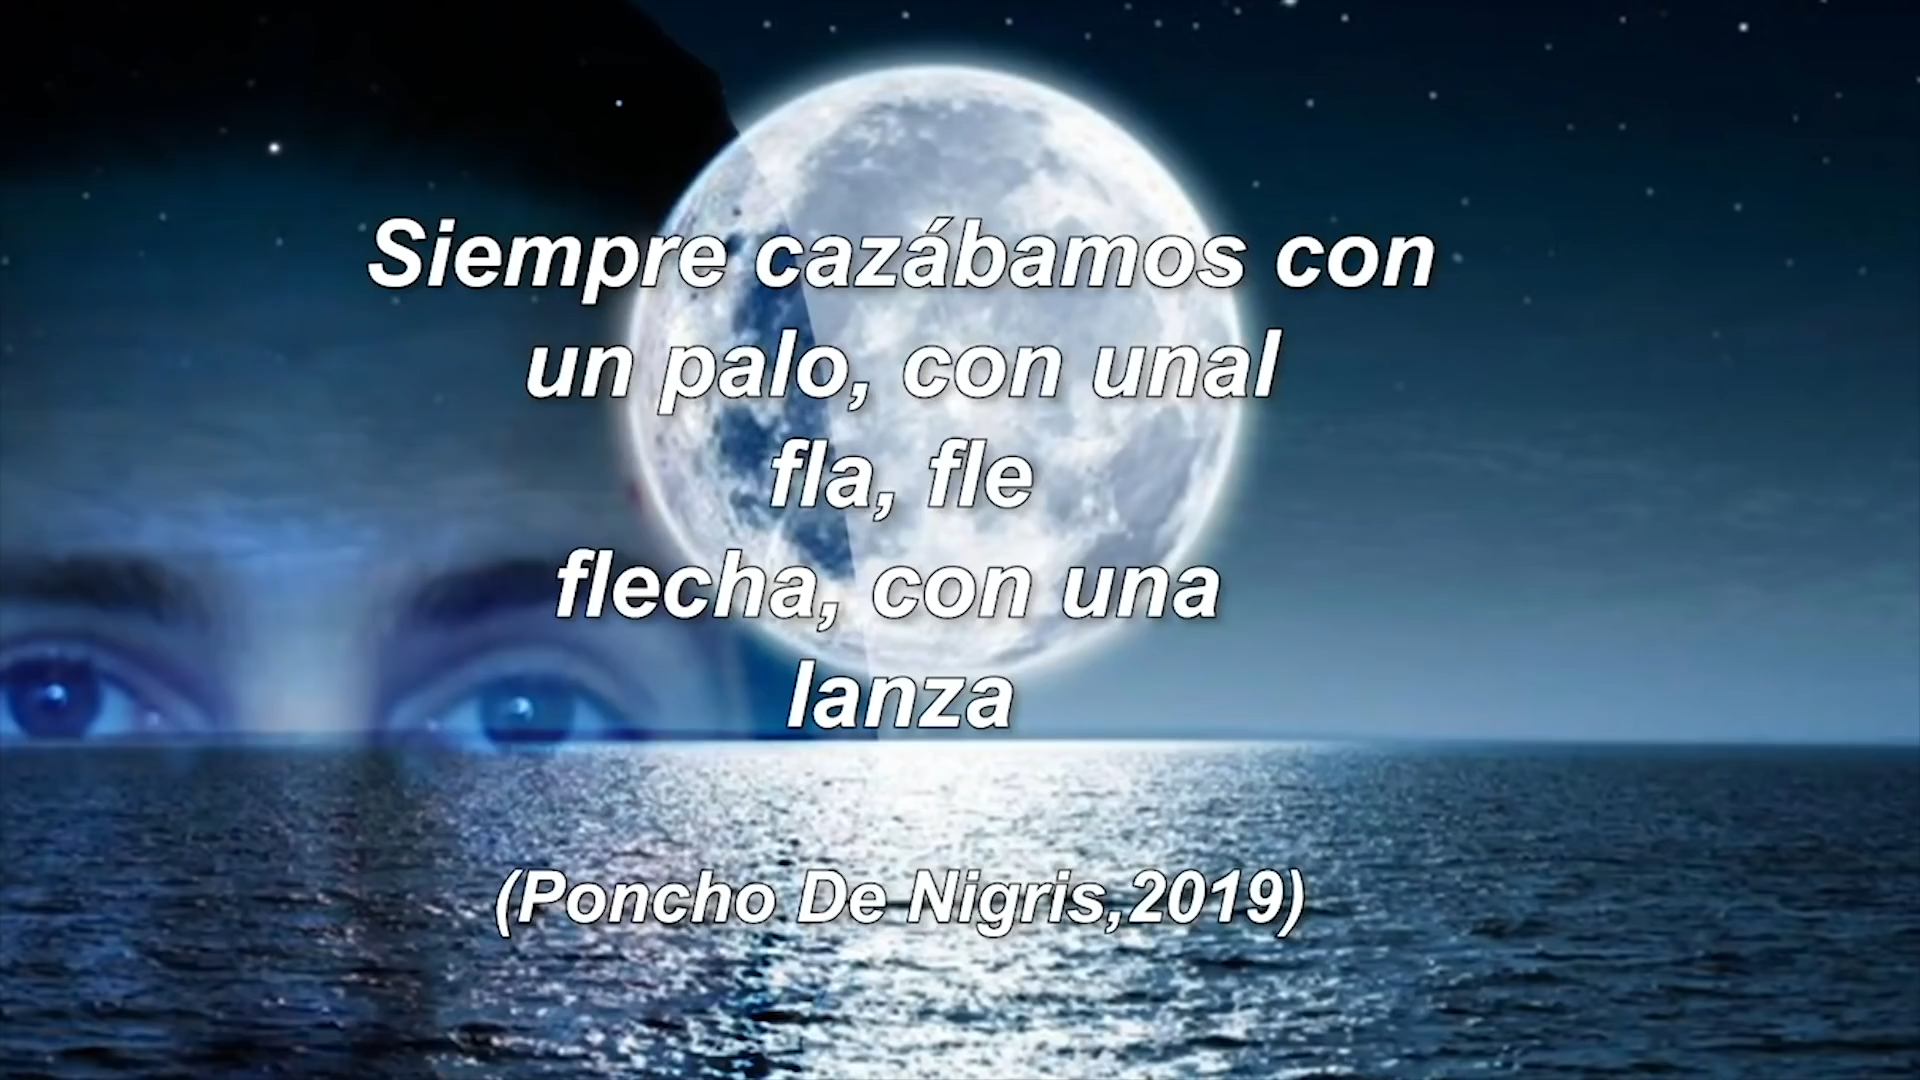 Siempre cazábamos con
un palo, con unal
fla, fle
flecha, con una
lanza
(Poncho De Nigris,2019)